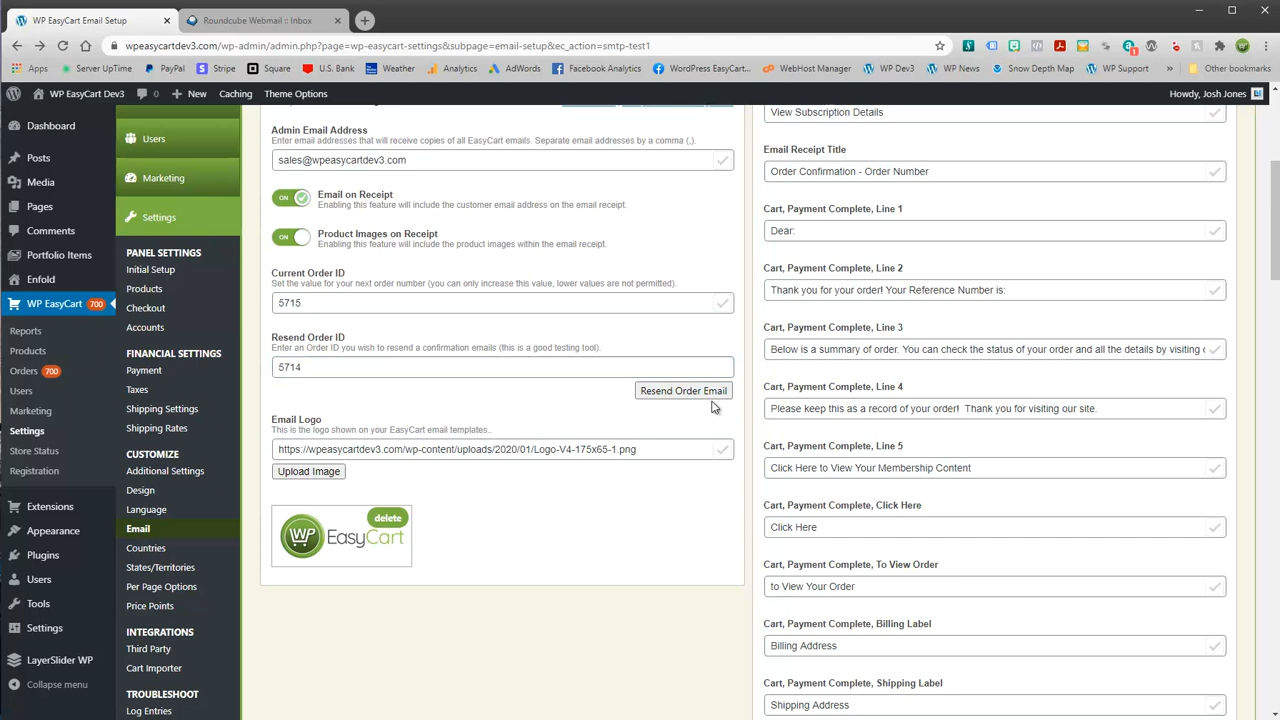 WP EasyCart Email Setup
Roundcube Webmail :: Inbox
wpeasycartdev3.com/wp-admin/admin.php?page=wp-easycart-settings&subpage=email-setup&ec_action=smtp-test1
Apps
Server UpTime
PayPal
Stripe
Square
U.S. Bank
Weather
Analytics
AdWords
Facebook Analytics
WordPress EasyCart...
WebHost Manager
WP Dev3
WP News
Snow Depth Map
WP Support
»
Other bookmarks
WP EasyCart Dev3
0
New
Caching
Theme Options
Howdy, Josh Jones
Dashboard
Posts
Media
Pages
Comments
Portfolio Items
Enfold
WP EasyCart 700
Reports
Products
Orders 700
Users
Marketing
Settings
Store Status
Registration
Extensions
Appearance
Plugins
Users
Tools
Settings
LayerSlider WP
Collapse menu
Users
Marketing
Settings
PANEL SETTINGS
Initial Setup
Products
Checkout
Accounts
FINANCIAL SETTINGS
Payment
Taxes
Shipping Settings
Shipping Rates
CUSTOMIZE
Additional Settings
Design
Language
Email
Countries
States/Territories
Per Page Options
Price Points
INTEGRATIONS
Third Party
Cart Importer
TROUBLESHOOT
Log Entries
Admin Email Address
Enter email addresses that will receive copies of all EasyCart emails. Separate email addresses by a comma (,).
sales@wpeasycartdev3.com
ON
Email on Receipt
Enabling this feature will include the customer email address on the email receipt.
ON
Product Images on Receipt
Enabling this feature will include the product images within the email receipt.
Current Order ID
Set the value for your next order number (you can only increase this value, lower values are not permitted).
5715
Resend Order ID
Enter an Order ID you wish to resend a confirmation emails (this is a good testing tool).
5714
Resend Order Email
Email Logo
This is the logo shown on your EasyCart email templates..
https://wpeasycartdev3.com/wp-content/uploads/2020/01/Logo-V4-175x65-1.png
Upload Image
delete
WP EasyCart
View Subscription Details
Email Receipt Title
Order Confirmation - Order Number
Cart, Payment Complete, Line 1
Dear:
Cart, Payment Complete, Line 2
Thank you for your order! Your Reference Number is:
Cart, Payment Complete, Line 3
Below is a summary of order. You can check the status of your order and all the details by visiting
Cart, Payment Complete, Line 4
Please keep this as a record of your order!  Thank you for visiting our site.
Cart, Payment Complete, Line 5
Click Here to View Your Membership Content
Cart, Payment Complete, Click Here
Click Here
Cart, Payment Complete, To View Order
to View Your Order
Cart, Payment Complete, Billing Label
Billing Address
Cart, Payment Complete, Shipping Label
Shipping Address